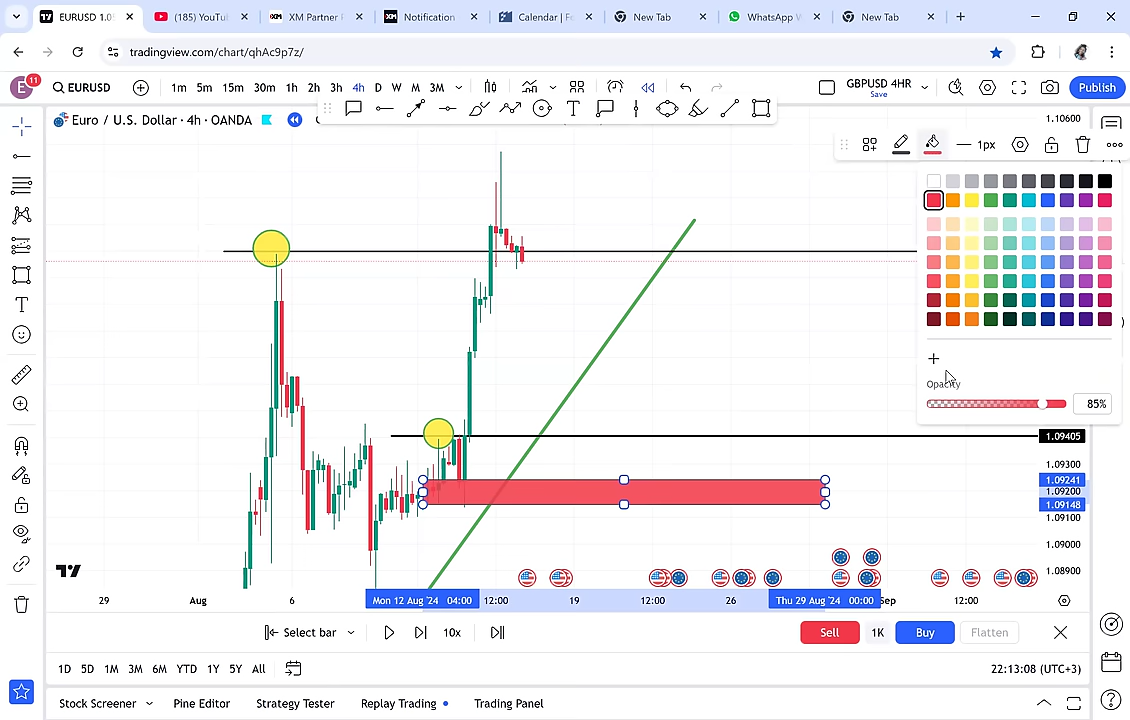 EURUSD 1.0!
(185) YouTu
XM Partner
Notification
Calendar | F
New Tab
WhatsApp
New Tab
tradingview.com/chart/qhAc9p7z/
E 11 EURUSD 1m 5m 15m 30m 1h 2h 3h 4h D W M 3M GBPUSD 4HR Save Publish
Euro / U.S. Dollar · 4h · OANDA
1.10600
1px
Opacity
85%
1.09405
1.09300
1.09241
1.09200
1.09148
1.09100
1.09000
1.08900
29 Aug 6 Mon 12 Aug '24 04:00 12:00 19 12:00 26 Thu 29 Aug '24 00:00 Sep 12:00
Select bar 10x Sell 1K Buy Flatten
1D 5D 1M 3M 6M YTD 1Y 5Y All 22:13:08 (UTC+3)
Stock Screener Pine Editor Strategy Tester Replay Trading Trading Panel